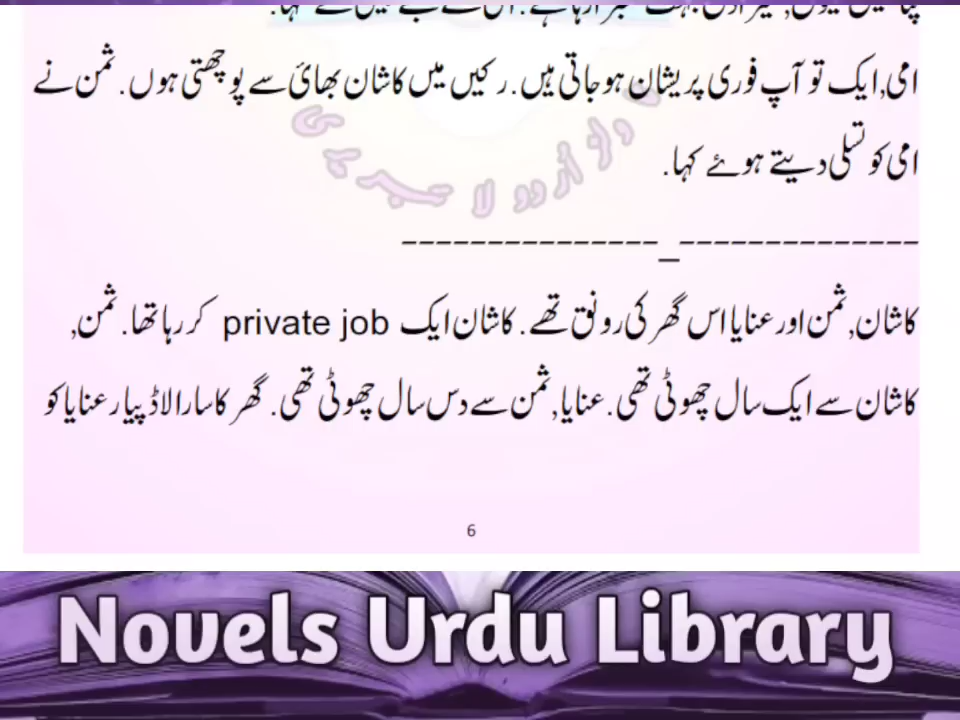 امی,ایک تو آپ فوری پریشان ہوجاتی ہیں. رکیں میں کاشان بھائ سے پوچھتی ہوں. ثمن نے
امی کو تسلی دیتے ہوئے کہا.
---------------_--------------
کاشان,ثمن اور عنایا اس گھر کی رونق تھے. کاشان ایک private job کر رہا تھا. ثمن,
کاشان سے ایک سال چھوٹی تھی. عنایا,ثمن سے دس سال چھوٹی تھی. گھر کا سارا لاڈ پیار عنایا کو
6
Novels Urdu Library